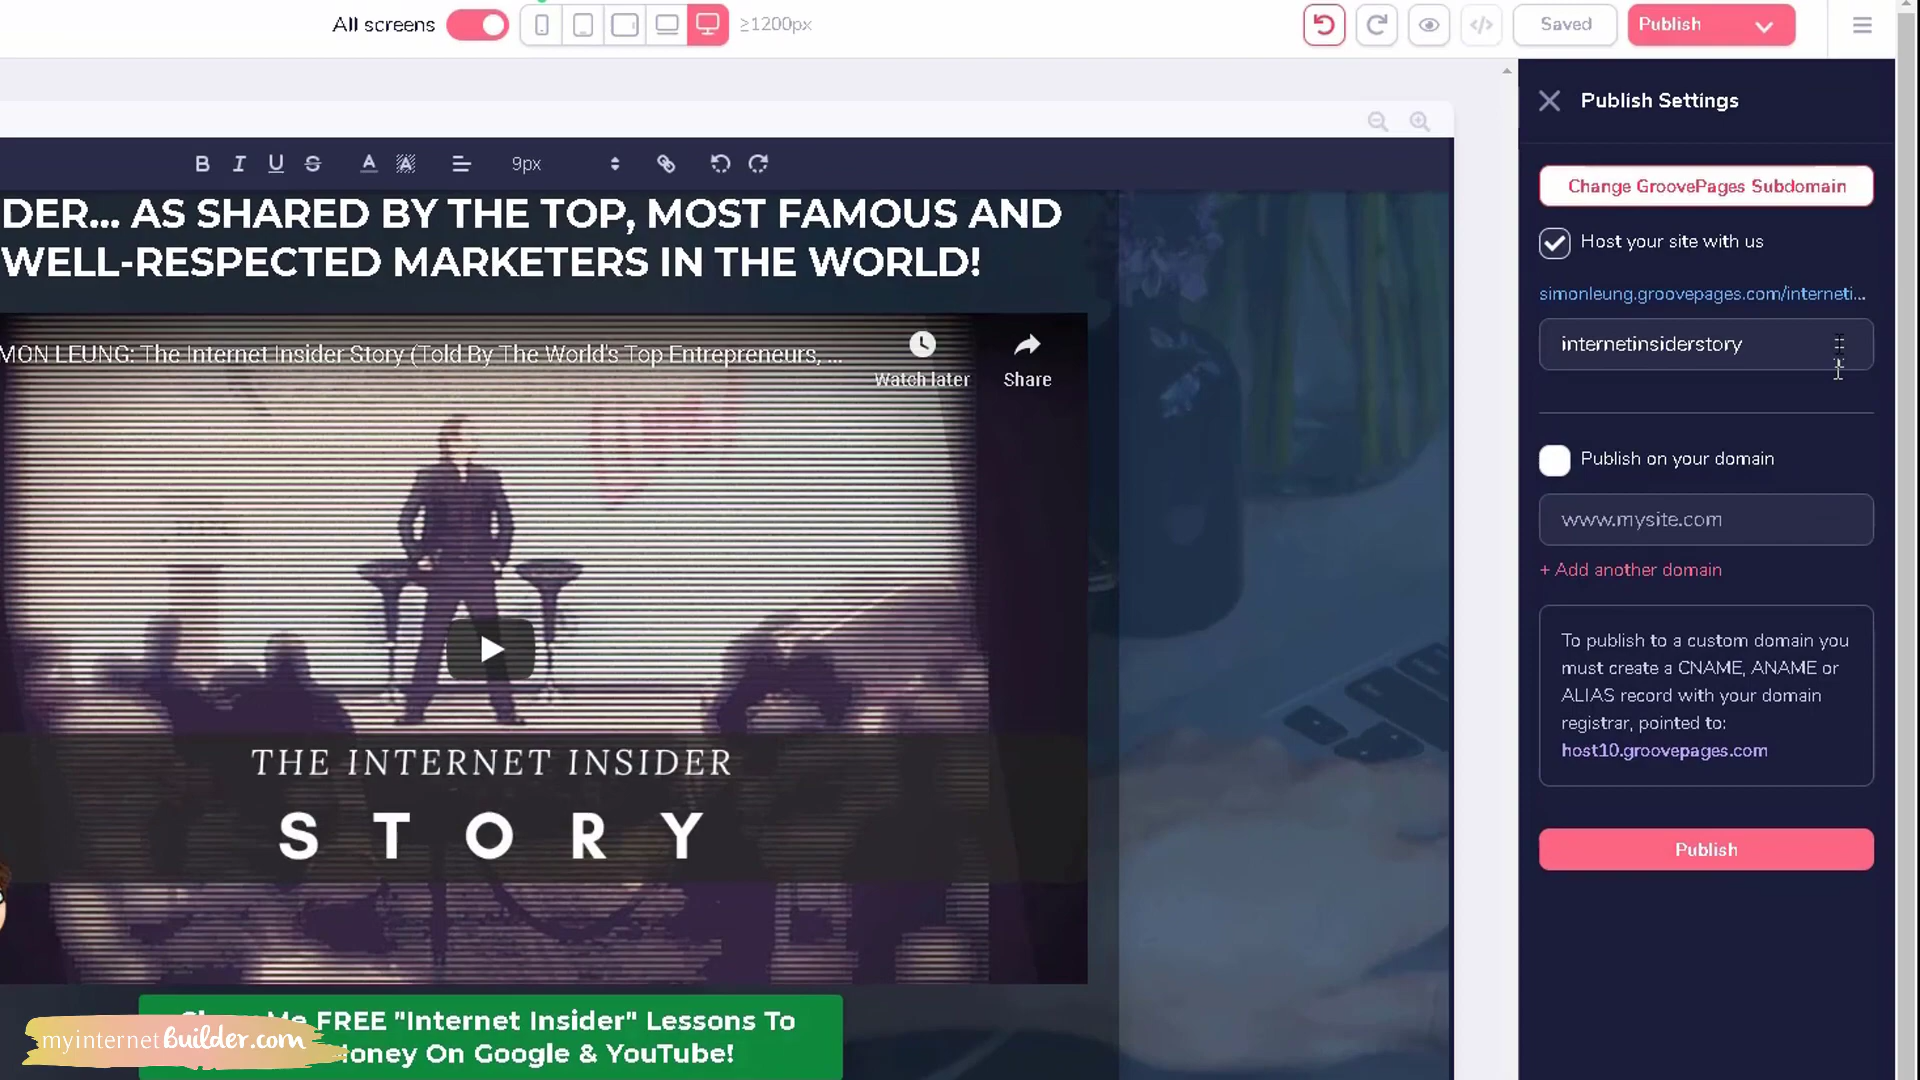 All screens
≥1200px
Saved
Publish
Publish Settings
B I U S A A 9px
Change GroovePages Subdomain
Host your site with us
simonleung.groovepages.com/interneti...
internetinsiderstory
Publish on your domain
www.mysite.com
+ Add another domain
To publish to a custom domain you
must create a CNAME, ANAME or
ALIAS record with your domain
registrar, pointed to:
host10.groovepages.com
Publish
DER... AS SHARED BY THE TOP, MOST FAMOUS AND
WELL-RESPECTED MARKETERS IN THE WORLD!
MON LEUNG: The Internet Insider Story (Told By The World's Top Entrepreneurs, ...
Watch later
Share
THE INTERNET INSIDER
STORY
Me FREE "Internet Insider" Lessons To
Money On Google & YouTube!
myinternetBuilder.com